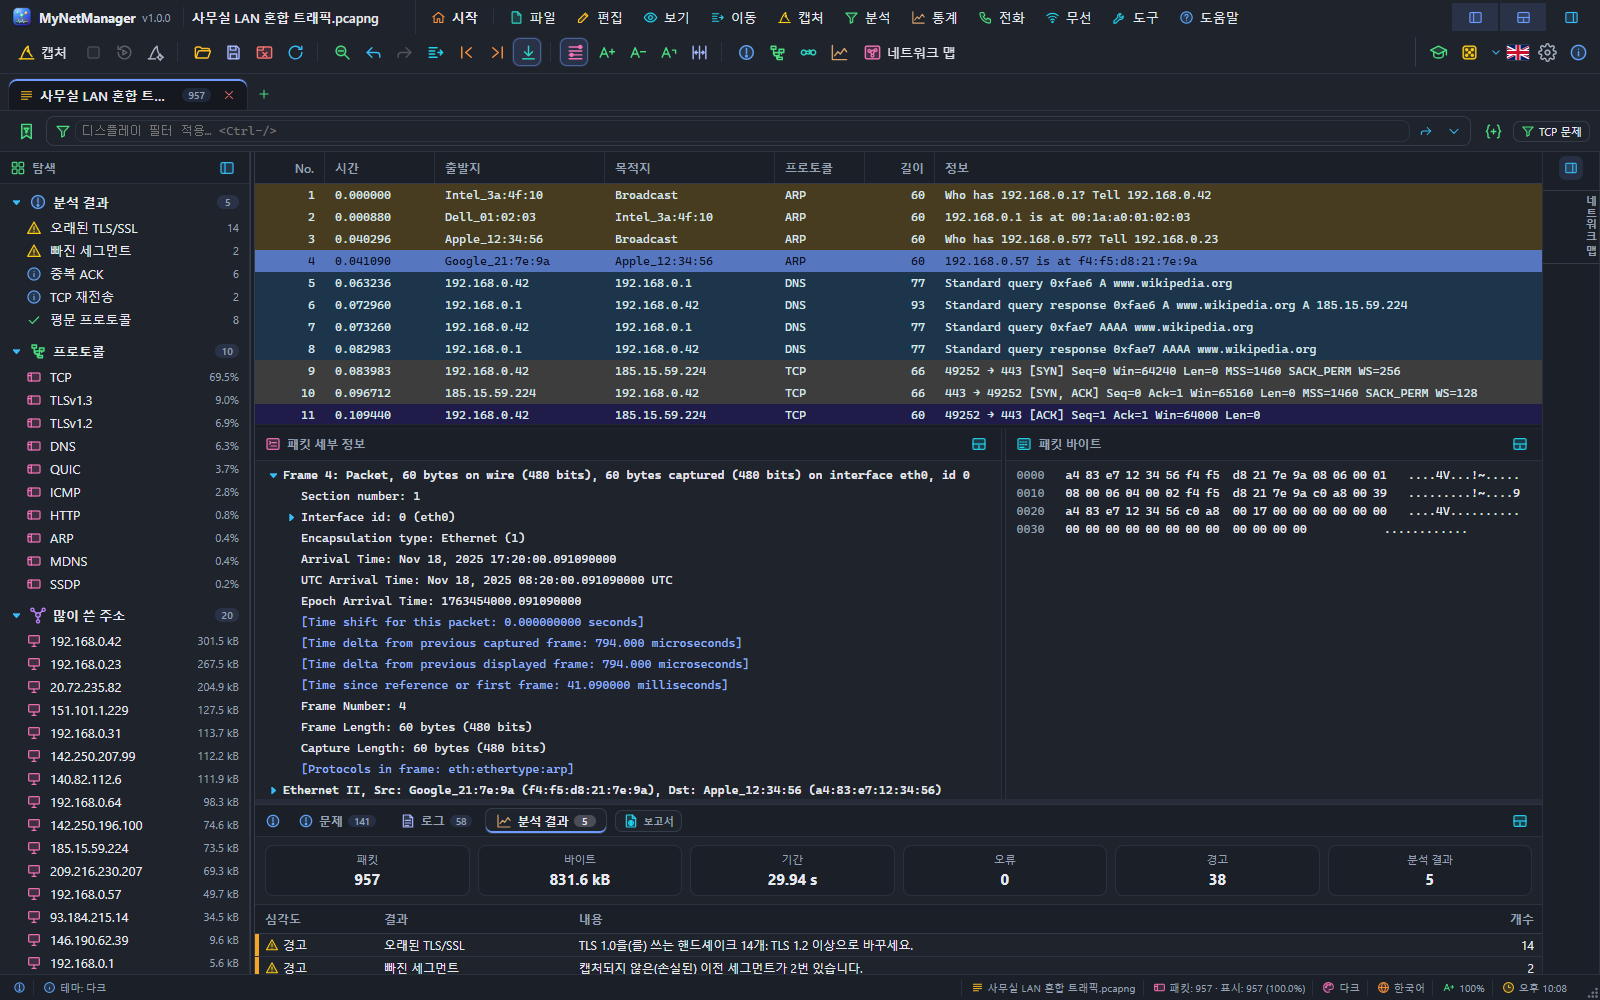 MyNetManager v1.0.0 사무실 LAN 혼합 트래픽.pcapng 시작 파일 편집 보기 이동 캡처 분석 통계 전화 무선 도구 도움말
캡처 A+ A- A 네트워크 맵
사무실 LAN 혼합 트... 957
디스플레이 필터 적용… <Ctrl-/> TCP 문제
탐색
분석 결과 5
오래된 TLS/SSL 14
빠진 세그먼트 2
중복 ACK 6
TCP 재전송 2
평문 프로토콜 8
프로토콜 10
TCP 69.5%
TLSv1.3 9.0%
TLSv1.2 6.9%
DNS 6.3%
QUIC 3.7%
ICMP 2.8%
HTTP 0.8%
ARP 0.4%
MDNS 0.4%
SSDP 0.2%
많이 쓴 주소 20
192.168.0.42 301.5 kB
192.168.0.23 267.5 kB
20.72.235.82 204.9 kB
151.101.1.229 127.5 kB
192.168.0.31 113.7 kB
142.250.207.99 112.2 kB
140.82.112.6 111.9 kB
192.168.0.64 98.3 kB
142.250.196.100 74.6 kB
185.15.59.224 73.5 kB
209.216.230.207 69.3 kB
192.168.0.57 49.7 kB
93.184.215.14 34.5 kB
146.190.62.39 9.6 kB
192.168.0.1 5.6 kB
No. 시간 출발지 목적지 프로토콜 길이 정보
1 0.000000 Intel_3a:4f:10 Broadcast ARP 60 Who has 192.168.0.1? Tell 192.168.0.42
2 0.000880 Dell_01:02:03 Intel_3a:4f:10 ARP 60 192.168.0.1 is at 00:1a:a0:01:02:03
3 0.040296 Apple_12:34:56 Broadcast ARP 60 Who has 192.168.0.57? Tell 192.168.0.23
4 0.041090 Google_21:7e:9a Apple_12:34:56 ARP 60 192.168.0.57 is at f4:f5:d8:21:7e:9a
5 0.063236 192.168.0.42 192.168.0.1 DNS 77 Standard query 0xfae6 A www.wikipedia.org
6 0.072960 192.168.0.1 192.168.0.42 DNS 93 Standard query response 0xfae6 A www.wikipedia.org A 185.15.59.224
7 0.073260 192.168.0.42 192.168.0.1 DNS 77 Standard query 0xfae7 AAAA www.wikipedia.org
8 0.082983 192.168.0.1 192.168.0.42 DNS 77 Standard query response 0xfae7 AAAA www.wikipedia.org
9 0.083983 192.168.0.42 185.15.59.224 TCP 66 49252 → 443 [SYN] Seq=0 Win=64240 Len=0 MSS=1460 SACK_PERM WS=256
10 0.096712 185.15.59.224 192.168.0.42 TCP 66 443 → 49252 [SYN, ACK] Seq=0 Ack=1 Win=65160 Len=0 MSS=1460 SACK_PERM WS=128
11 0.109440 192.168.0.42 185.15.59.224 TCP 60 49252 → 443 [ACK] Seq=1 Ack=1 Win=64000 Len=0
네트워크 맵
패킷 세부 정보
Frame 4: Packet, 60 bytes on wire (480 bits), 60 bytes captured (480 bits) on interface eth0, id 0
Section number: 1
Interface id: 0 (eth0)
Encapsulation type: Ethernet (1)
Arrival Time: Nov 18, 2025 17:20:00.091090000
UTC Arrival Time: Nov 18, 2025 08:20:00.091090000 UTC
Epoch Arrival Time: 1763454000.091090000
[Time shift for this packet: 0.000000000 seconds]
[Time delta from previous captured frame: 794.000 microseconds]
[Time delta from previous displayed frame: 794.000 microseconds]
[Time since reference or first frame: 41.090000 milliseconds]
Frame Number: 4
Frame Length: 60 bytes (480 bits)
Capture Length: 60 bytes (480 bits)
[Protocols in frame: eth:ethertype:arp]
Ethernet II, Src: Google_21:7e:9a (f4:f5:d8:21:7e:9a), Dst: Apple_12:34:56 (a4:83:e7:12:34:56)
패킷 바이트
0000 a4 83 e7 12 34 56 f4 f5 d8 21 7e 9a 08 06 00 01 ....4V...!~.....
0010 08 00 06 04 00 02 f4 f5 d8 21 7e 9a c0 a8 00 39 .........!~....9
0020 a4 83 e7 12 34 56 c0 a8 00 17 00 00 00 00 00 00 ....4V..........
0030 00 00 00 00 00 00 00 00 00 00 00 00 ............
문제 141 로그 58 분석 결과 5 보고서
패킷 바이트 기간 오류 경고 분석 결과
957 831.6 kB 29.94 s 0 38 5
심각도 결과 내용 개수
경고 오래된 TLS/SSL TLS 1.0을(를) 쓰는 핸드셰이크 14개: TLS 1.2 이상으로 바꾸세요. 14
경고 빠진 세그먼트 캡처되지 않은(손실된) 이전 세그먼트가 2번 있습니다. 2
테마: 다크 사무실 LAN 혼합 트래픽.pcapng 패킷: 957 · 표시: 957 (100.0%) 다크 한국어 A+ 100% 오후 10:08